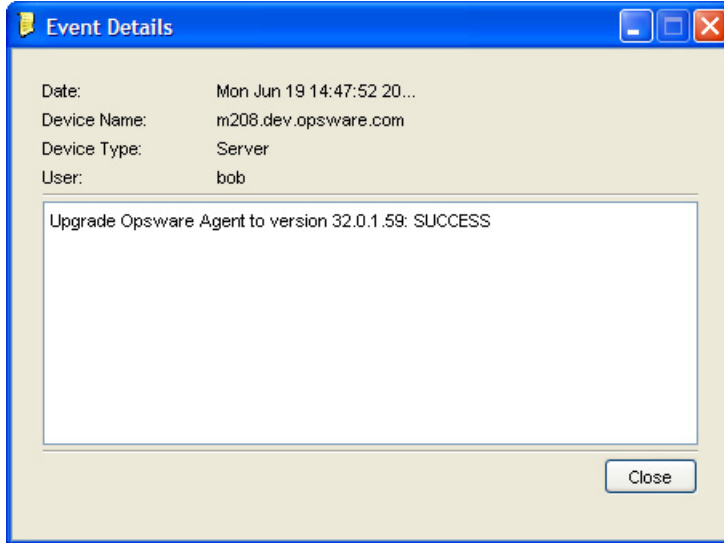 Event Details
Date: Mon Jun 19 14:47:52 20...
Device Name: m208.dev.opsware.com
Device Type: Server
User: bob
Upgrade Opsware Agent to version 32.0.1.59: SUCCESS
Close